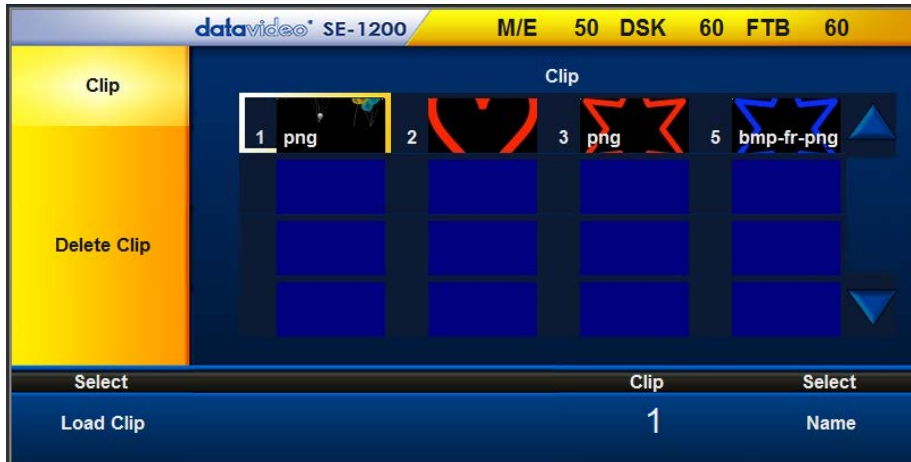 datavideo® SE-1200 M/E 50 DSK 60 FTB 60
Clip
Clip
1 png 2 3 png 5 bmp-fr-png
Delete Clip
Select Clip Select
Load Clip 1 Name